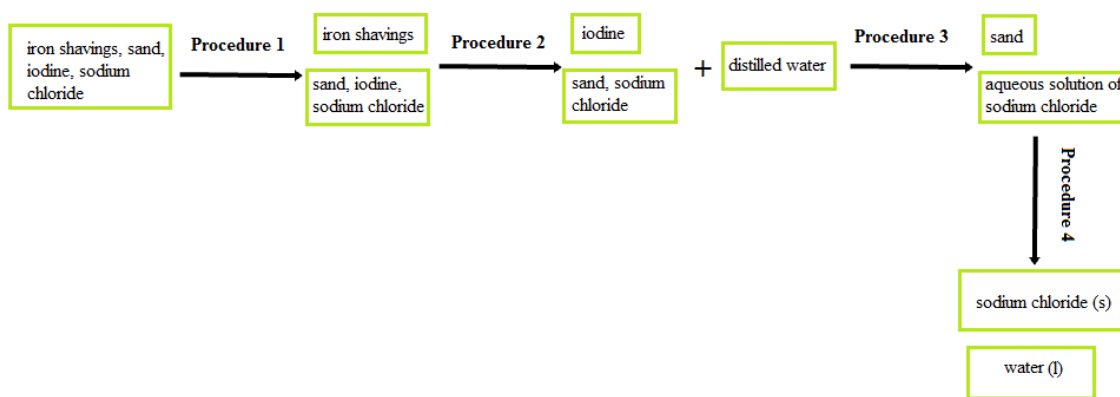 iron shavings, sand,
iodine, sodium
chloride
Procedure 1
iron shavings
sand, iodine,
sodium chloride
Procedure 2
iodine
sand, sodium
chloride
+
distilled water
Procedure 3
sand
aqueous solution of
sodium chloride
Procedure 4
sodium chloride (s)
water (l)